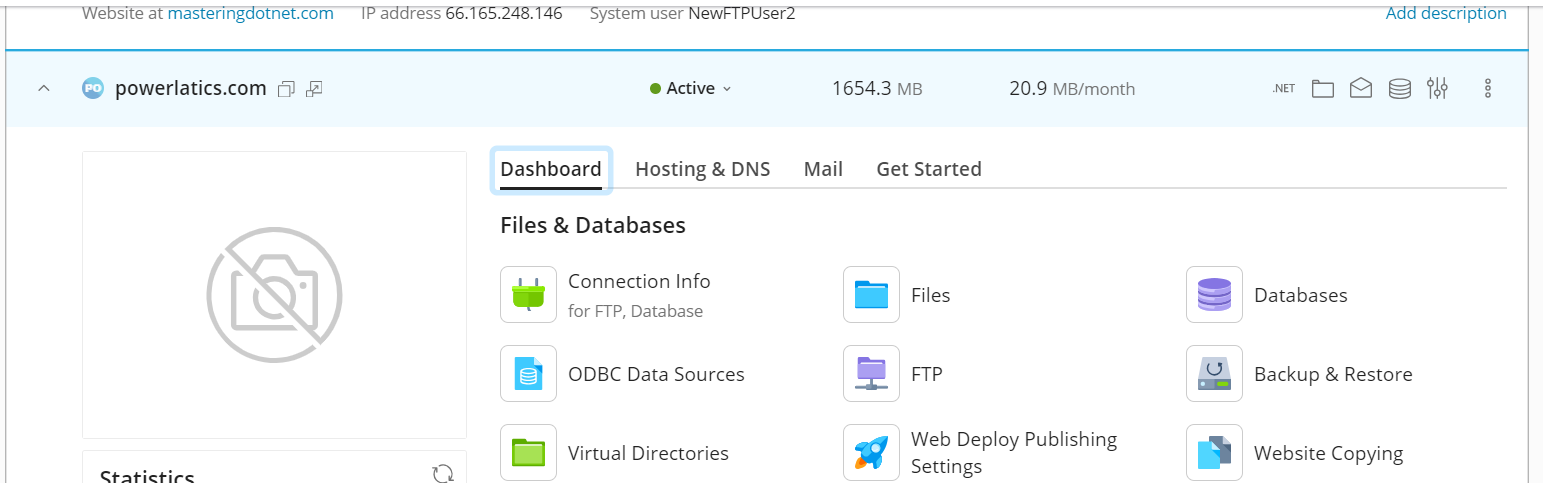 Website at masteringdotnet.com IP address 66.165.248.146 System user NewFTPUser2 Add description
PO powerlatics.com Active 1654.3 MB 20.9 MB/month .NET
Dashboard Hosting & DNS Mail Get Started
Files & Databases
Connection Info
for FTP, Database
Files
Databases
ODBC Data Sources
FTP
Backup & Restore
Virtual Directories
Web Deploy Publishing
Settings
Website Copying
Statistics